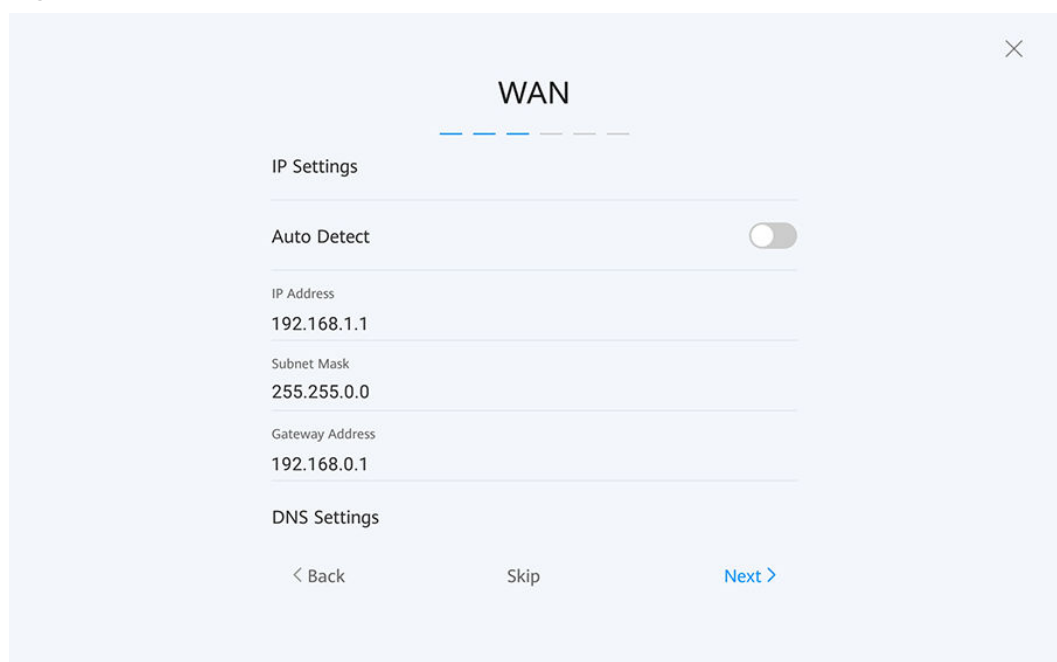 WAN
IP Settings
Auto Detect
IP Address
192.168.1.1
Subnet Mask
255.255.0.0
Gateway Address
192.168.0.1
DNS Settings
< Back Skip Next >